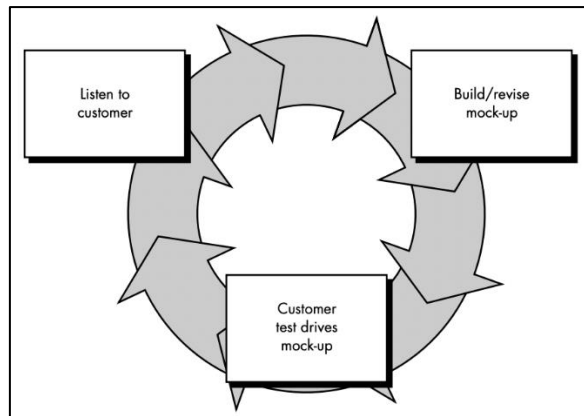 Listen to
customer
Build/revise
mock-up
Customer
test drives
mock-up